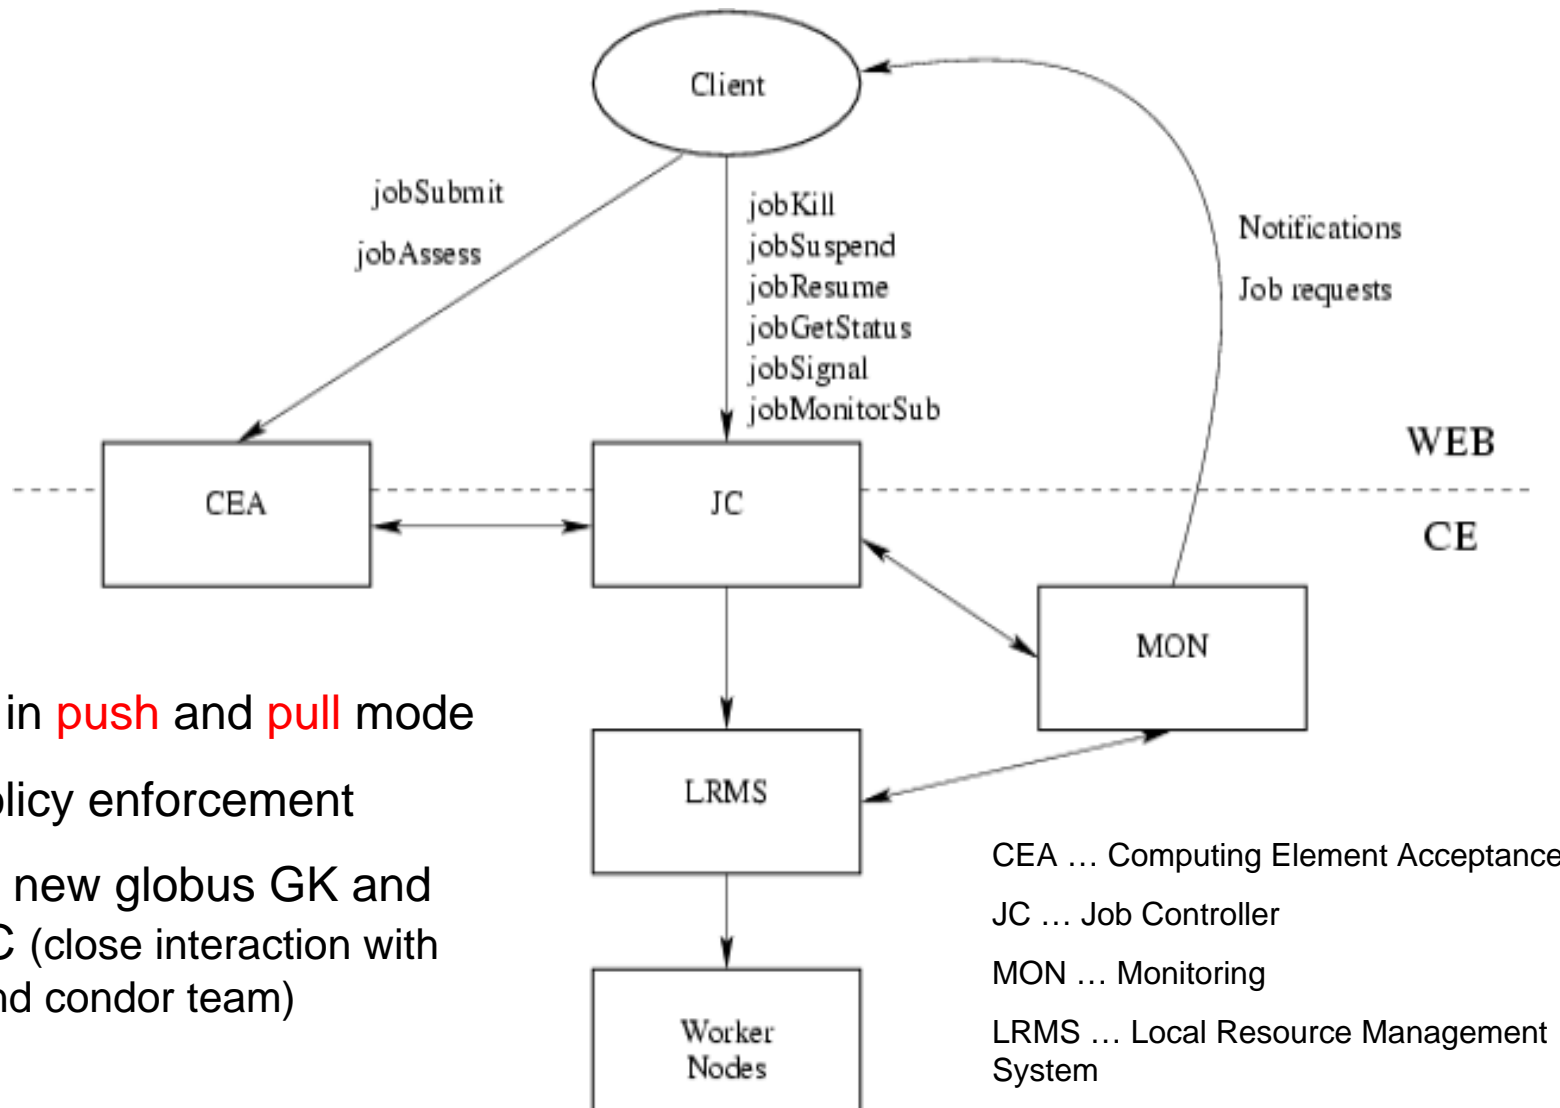 Client
jobSubmit
jobAssess
jobKill
jobSuspend
jobResume
jobGetStatus
jobSignal
jobMonitorSub
Notifications
Job requests
WEB
CEA
JC
CE
MON
in push and pull mode
LRMS
olicy enforcement
new globus GK and
C (close interaction with
nd condor team)
CEA … Computing Element Acceptance
JC … Job Controller
MON … Monitoring
LRMS … Local Resource Management
System
Worker
Nodes